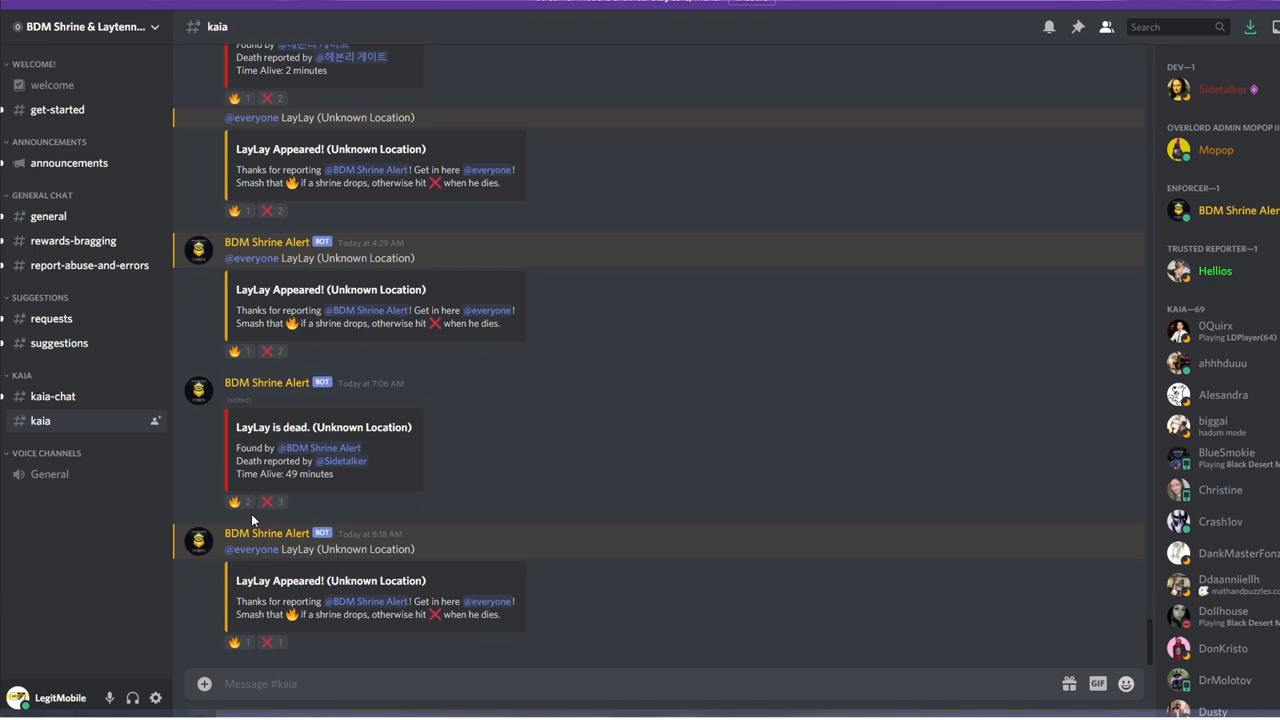 BDM Shrine & Laytenn...
kaia
Search
WELCOME!
welcome
get-started
ANNOUNCEMENTS
announcements
GENERAL CHAT
general
rewards-bragging
report-abuse-and-errors
SUGGESTIONS
requests
suggestions
KAIA
kaia-chat
kaia
VOICE CHANNELS
General
LegitMobile
Found by @헤븐리 게이트
Death reported by @헤븐리 게이트
Time Alive: 2 minutes
🔥 1 ❌ 2
@everyone LayLay (Unknown Location)
LayLay Appeared! (Unknown Location)
Thanks for reporting @BDM Shrine Alert! Get in here @everyone!
Smash that 🔥 if a shrine drops, otherwise hit ❌ when he dies.
🔥 1 ❌ 2
BDM Shrine Alert BOT Today at 4:29 AM
@everyone LayLay (Unknown Location)
LayLay Appeared! (Unknown Location)
Thanks for reporting @BDM Shrine Alert! Get in here @everyone!
Smash that 🔥 if a shrine drops, otherwise hit ❌ when he dies.
🔥 1 ❌ 2
BDM Shrine Alert BOT Today at 7:06 AM
(edited)
LayLay is dead. (Unknown Location)
Found by @BDM Shrine Alert
Death reported by @Sidetalker
Time Alive: 49 minutes
🔥 2 ❌ 3
BDM Shrine Alert BOT Today at 8:18 AM
@everyone LayLay (Unknown Location)
LayLay Appeared! (Unknown Location)
Thanks for reporting @BDM Shrine Alert! Get in here @everyone!
Smash that 🔥 if a shrine drops, otherwise hit ❌ when he dies.
🔥 1 ❌ 1
Message #kaia
GIF
DEV—1
Sidetalker
OVERLORD ADMIN MOPOP II
Mopop
ENFORCER—1
BDM Shrine Aler
TRUSTED REPORTER—1
Hellios
KAIA—69
0Quirx
Playing LDPlayer(64)
ahhhduuu
Alesandra
biggai
hadum mode
BlueSmokie
Playing Black Desert M
Christine
Crash1ov
DankMasterFonz
Ddaanniiellh
mathandpuzzles.co
Dollhouse
Playing Black Desert M
DonKristo
DrMolotov
Dusty